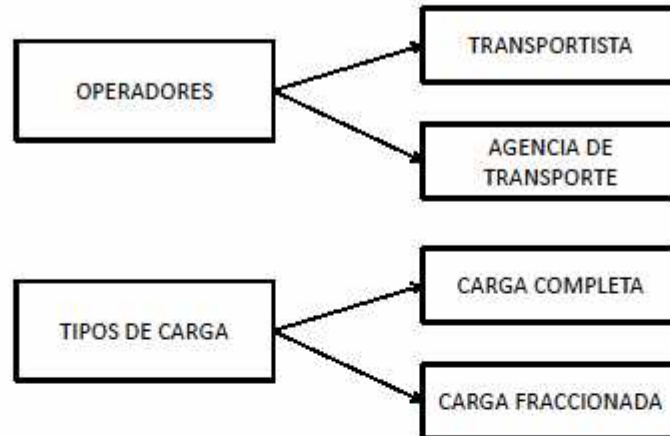 OPERADORES
TRANSPORTISTA
AGENCIA DE
TRANSPORTE
TIPOS DE CARGA
CARGA COMPLETA
CARGA FRACCIONADA